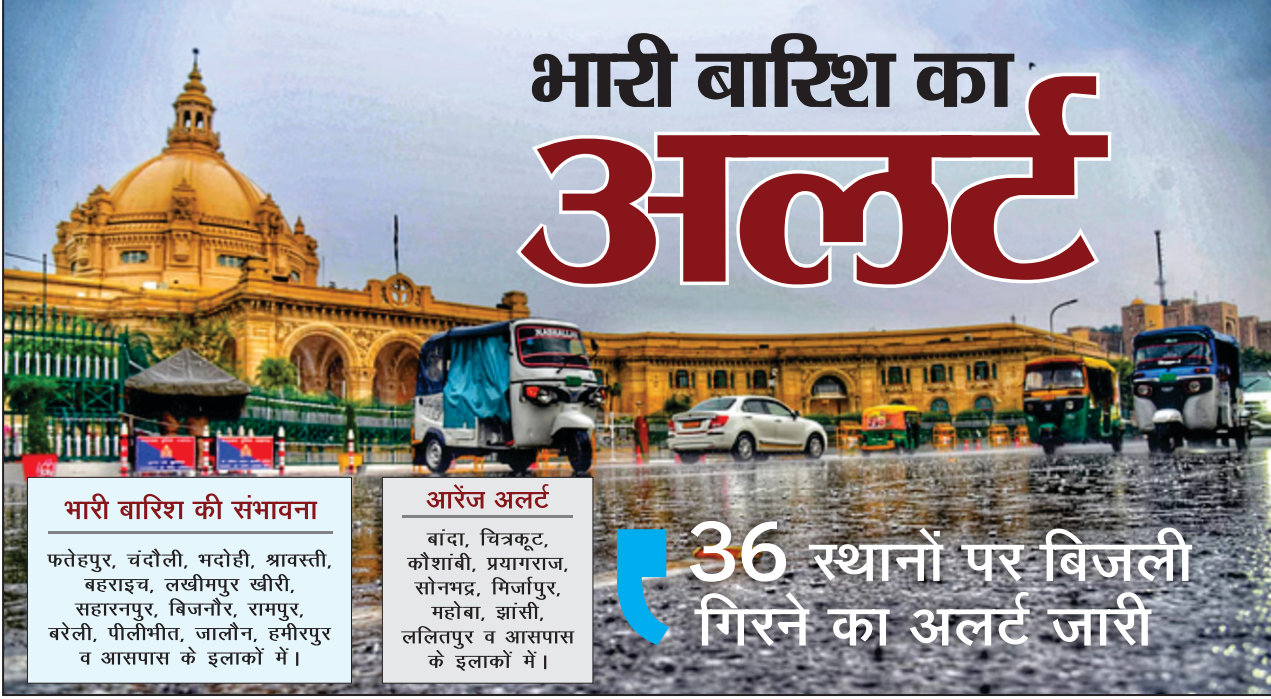 भारी बारिश का
अलर्ट
भारी बारिश की संभावना
फतेहपुर, चंदौली, भदोही, श्रावस्ती,
बहराइच, लखीमपुर खीरी,
सहारनपुर, बिजनौर, रामपुर,
बरेली, पीलीभीत, जालौन, हमीरपुर
व आसपास के इलाकों में।
आरेंज अलर्ट
बांदा, चित्रकूट,
कौशांबी, प्रयागराज,
सोनभद्र, मिर्जापुर,
महोबा, झांसी,
ललितपुर व आसपास
के इलाकों में।
36 स्थानों पर बिजली
गिरने का अलर्ट जारी